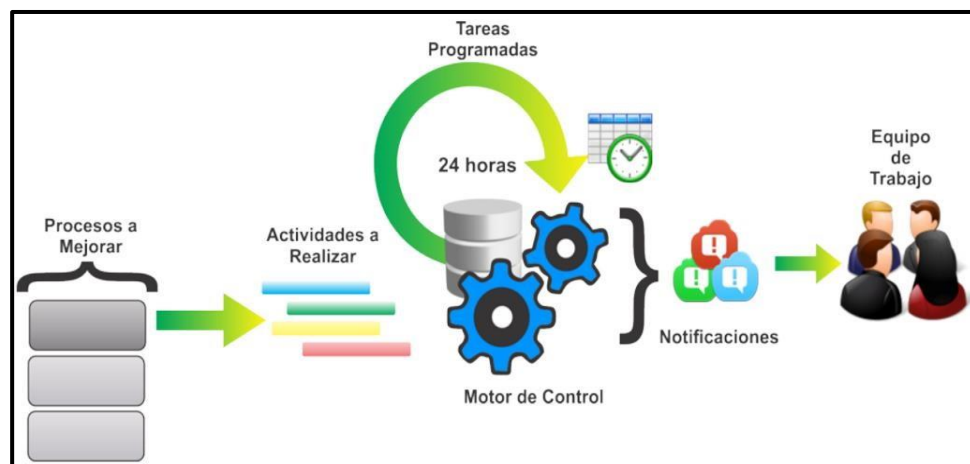 Tareas
Programadas
24 horas
Equipo
de
Trabajo
Procesos a
Mejorar
Actividades a
Realizar
Notificaciones
Motor de Control